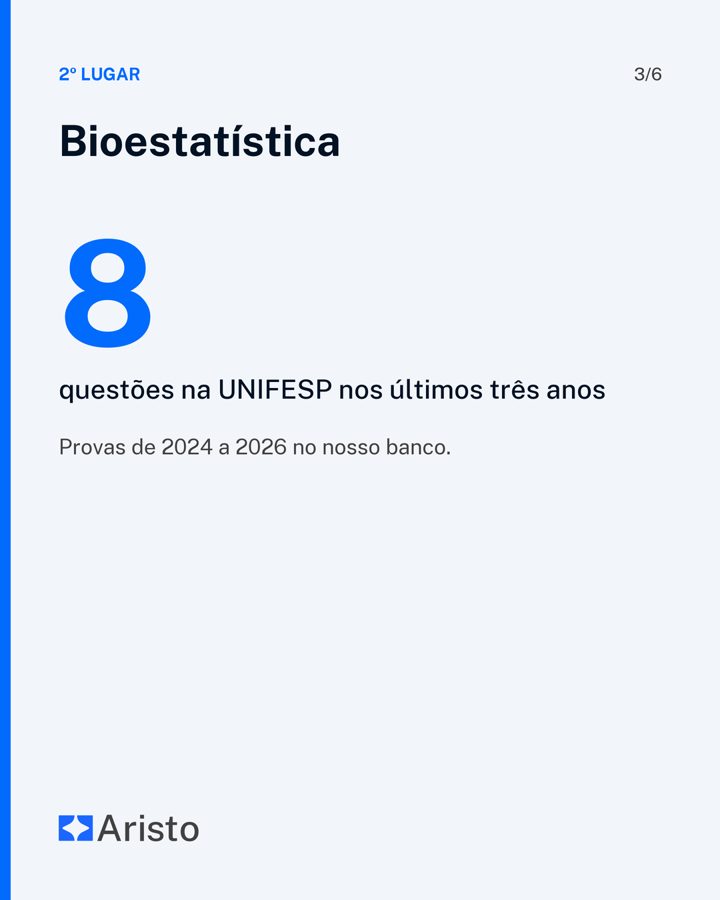 2º LUGAR
3/6
Bioestatística
8
questões na UNIFESP nos últimos três anos
Provas de 2024 a 2026 no nosso banco.
Aristo